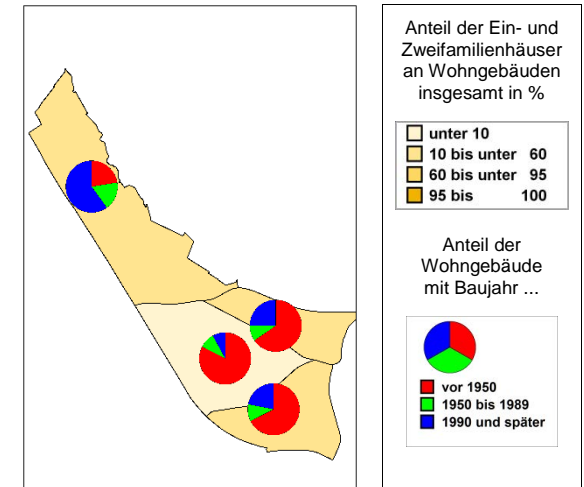 Anteil der Ein- und
Zweifamilienhäuser
an Wohngebäuden
insgesamt in %
unter 10
10 bis unter 60
60 bis unter 95
95 bis 100
Anteil der
Wohngebäude
mit Baujahr ...
vor 1950
1950 bis 1989
1990 und später